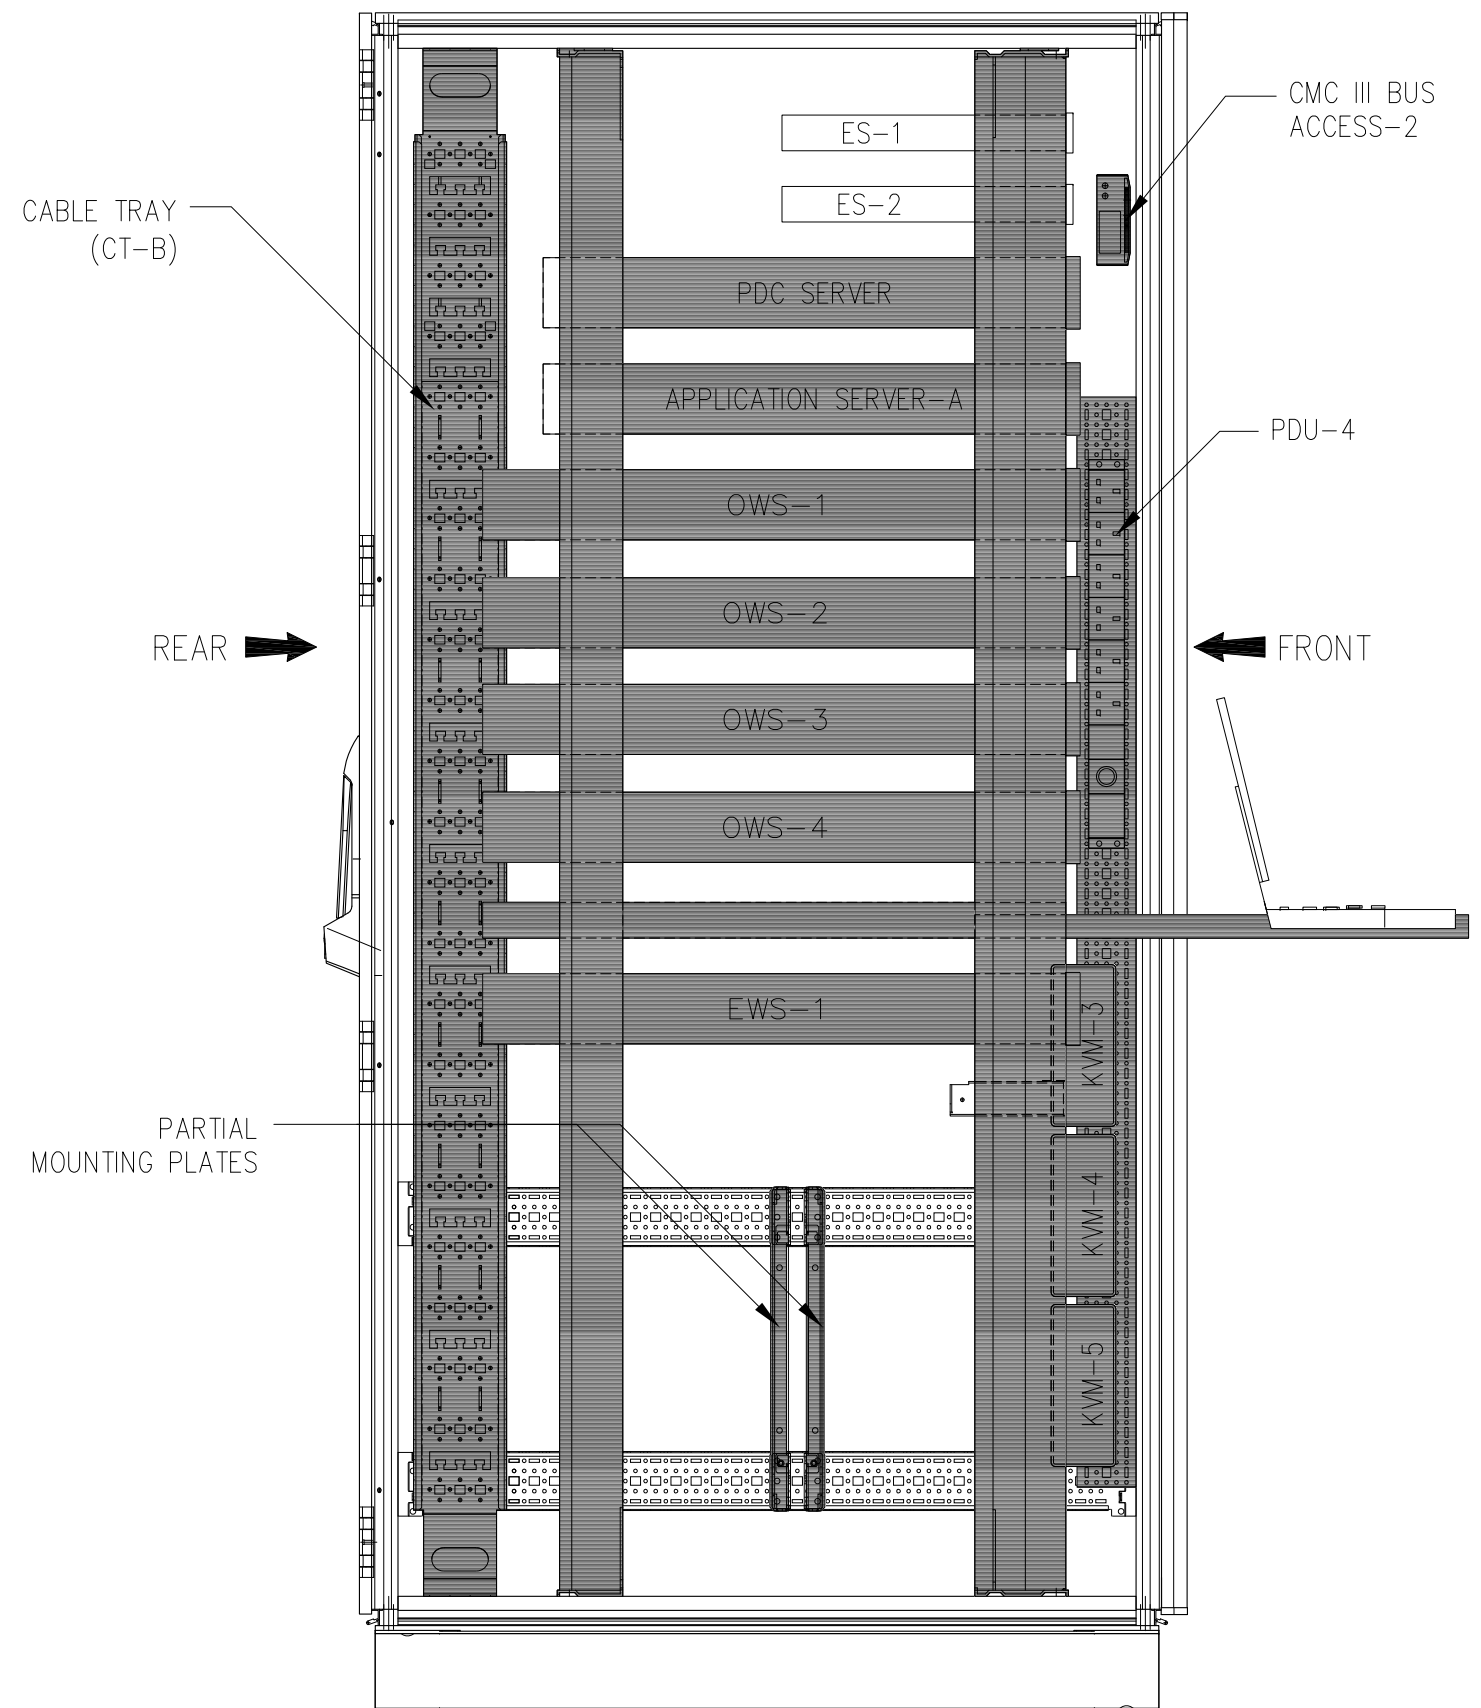 CMC III BUS
ACCESS-2
ES-1
CABLE TRAY
(CT-B)
ES-2
PDC SERVER
APPLICATION SERVER-A
PDU-4
OWS-1
OWS-2
REAR
FRONT
OWS-3
OWS-4
EWS-1
KVM-3
PARTIAL
MOUNTING PLATES
KVM-4
KVM-5